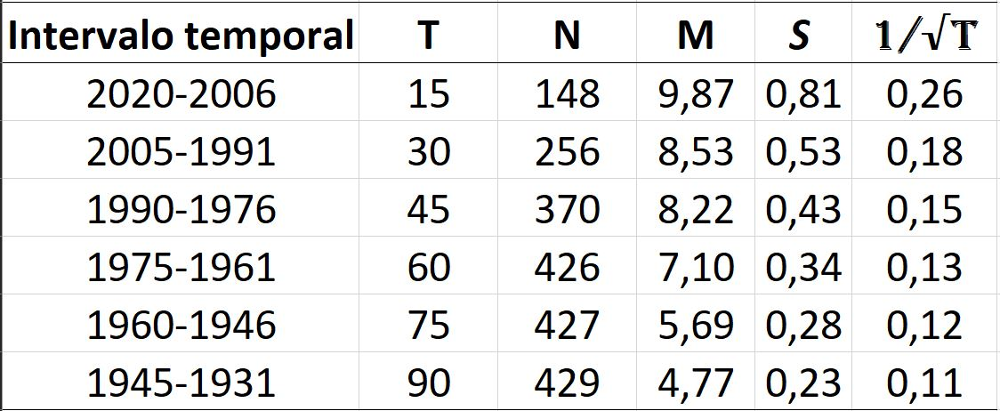 Intervalo temporal T N M S 1/√T
2020-2006 15 148 9,87 0,81 0,26
2005-1991 30 256 8,53 0,53 0,18
1990-1976 45 370 8,22 0,43 0,15
1975-1961 60 426 7,10 0,34 0,13
1960-1946 75 427 5,69 0,28 0,12
1945-1931 90 429 4,77 0,23 0,11